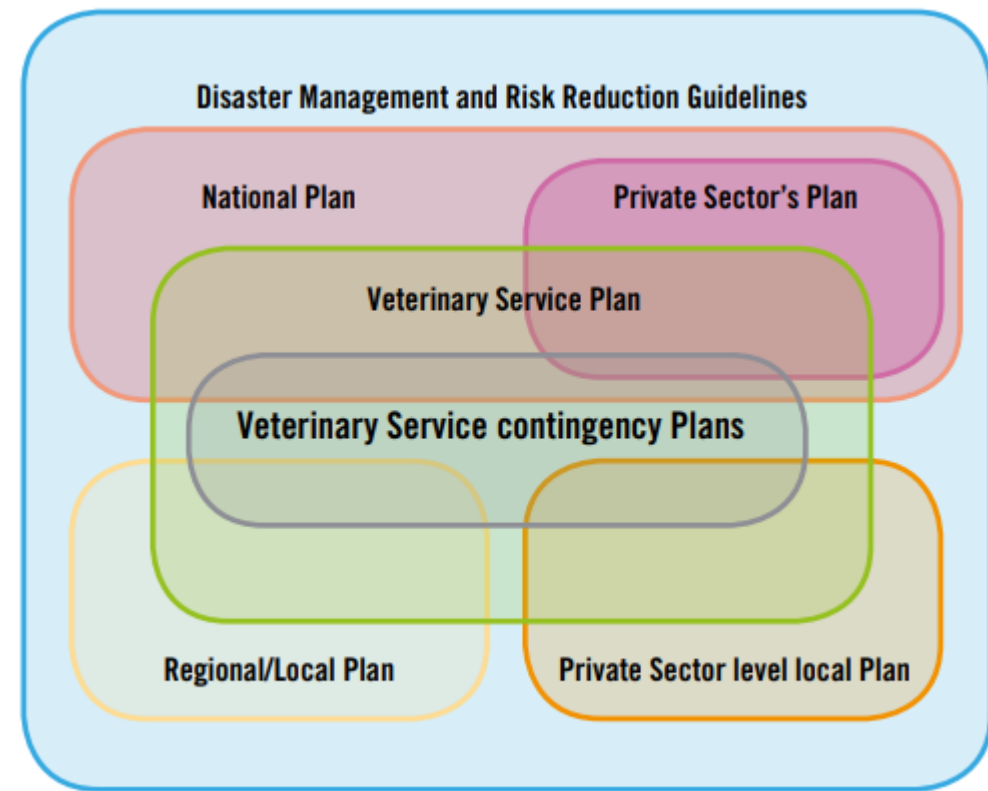 Disaster Management and Risk Reduction Guidelines
National Plan
Private Sector’s Plan
Veterinary Service Plan
Veterinary Service contingency Plans
Regional/Local Plan
Private Sector level local Plan